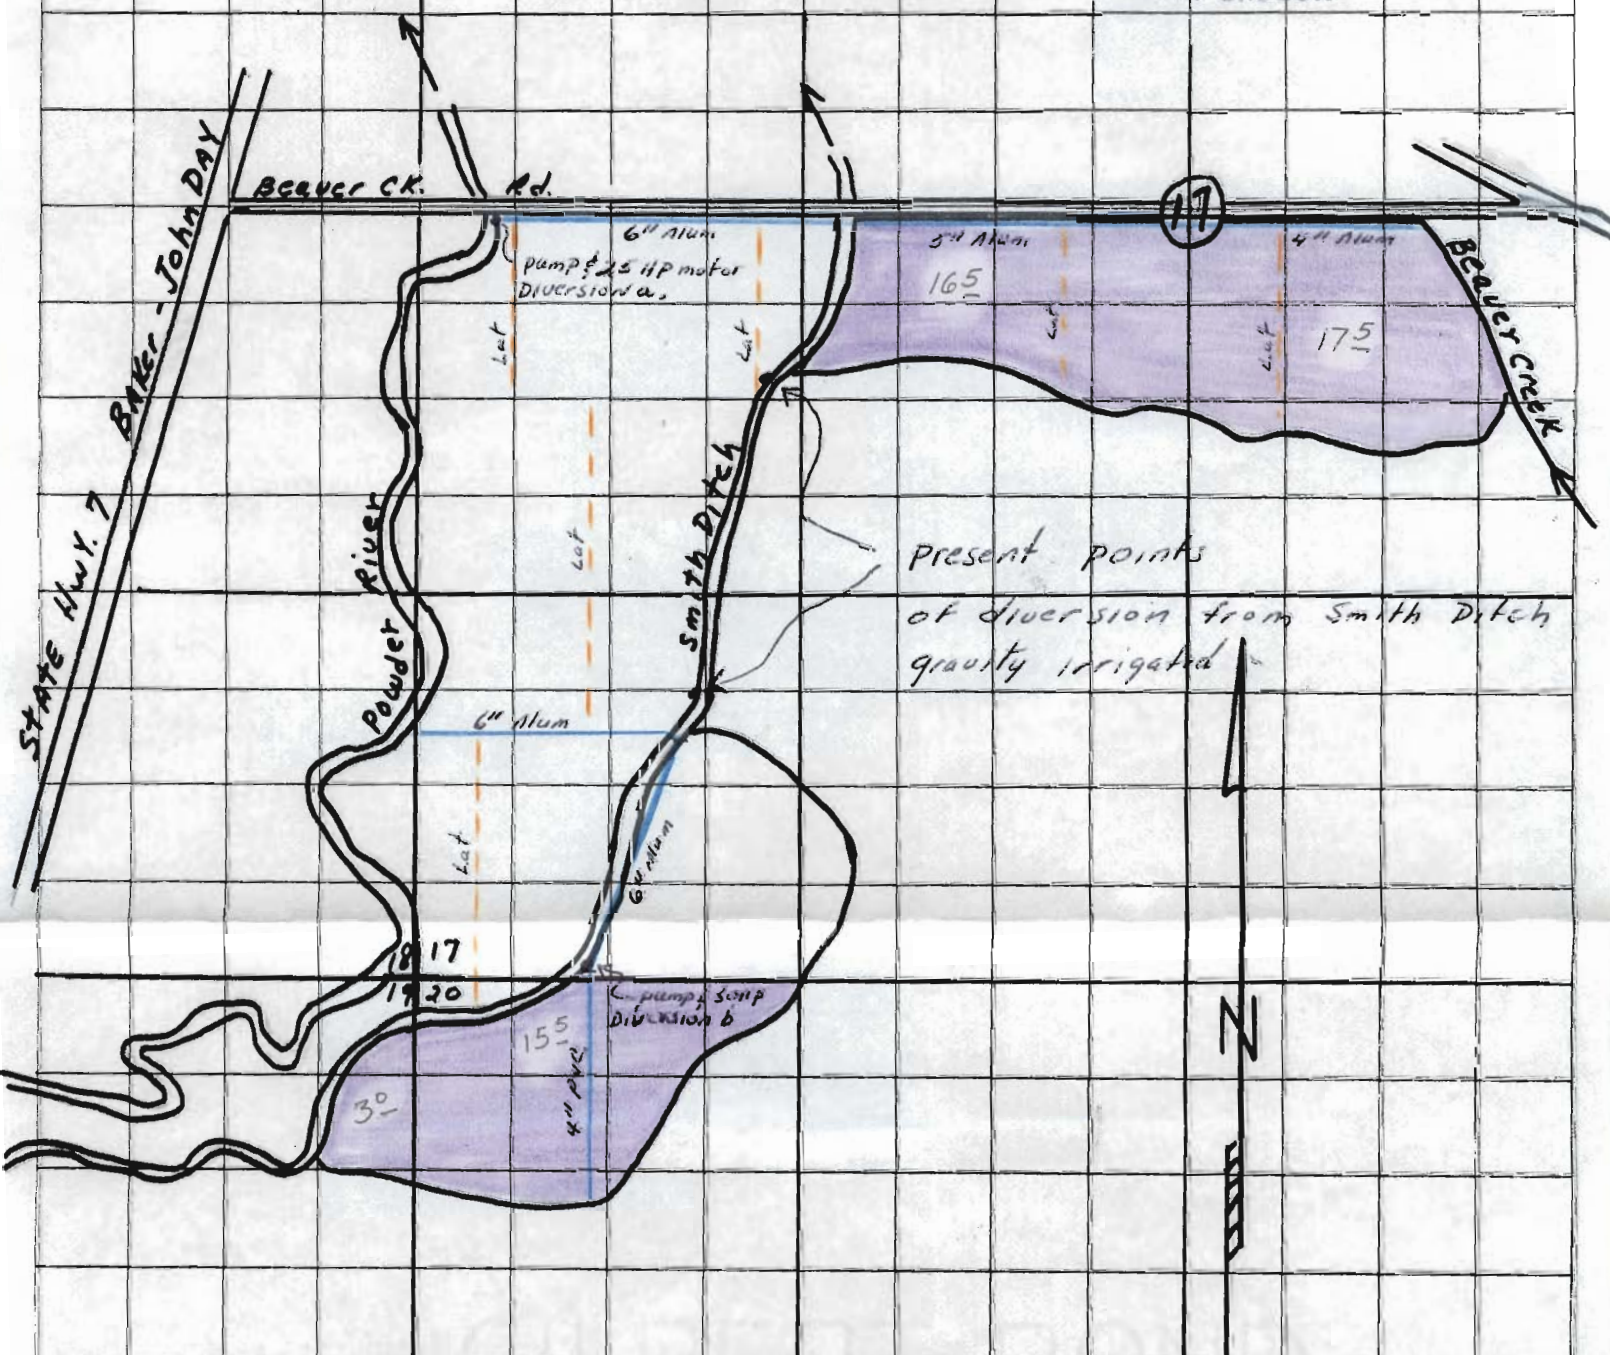 Beaver CK. Rd.
STATE HWY. 7 BAKER - JOHN DAY
17
6" Alum
5" Alum
4" Alum
pump & 25 HP motor
Diversion a.
16 5
17 5
Beaver Creek
Lat
Lat
Lat
Lat
Lat
Smith Ditch
Powder River
Present points
of diversion from Smith Ditch
gravity irrigated
6" Alum
Lat
6" Alum
18 17
19 20
pump &
Diversion b
15 5
3 0
4" PVC
N